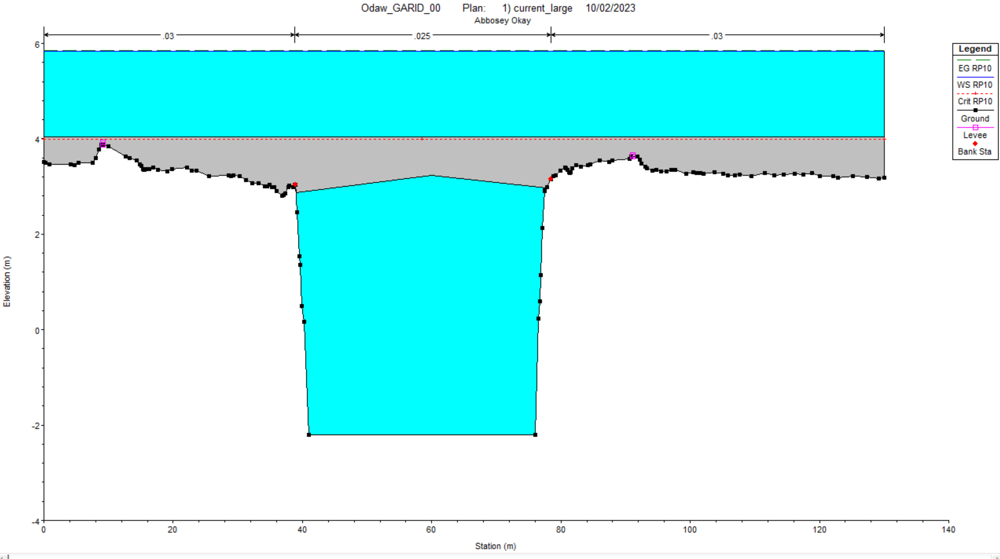 Odaw_GARID_00 Plan: 1) current_large 10/02/2023
Abbosey Okay
.03 .025 .03
Legend
EG RP10
WS RP10
Crit RP10
Ground
Levee
Bank Sta
6
4
2
0
-2
-4
Elevation (m)
0 20 40 60 80 100 120 140
Station (m)